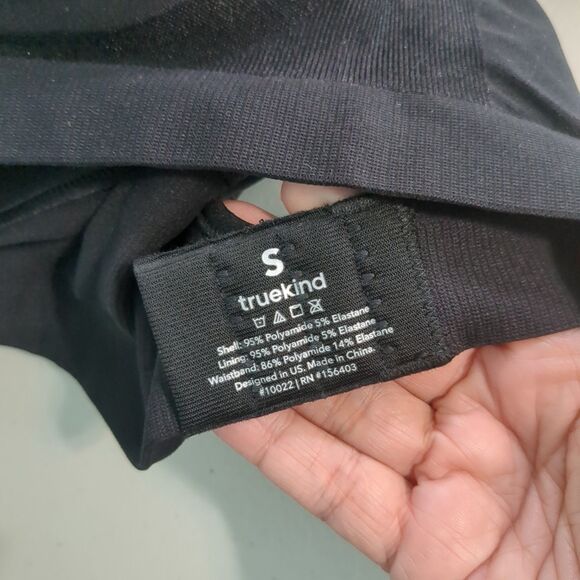 S
truekind
Shell: 95% Polyamide 5% Elastane
Lining: 95% Polyamide 5% Elastane
Waistband: 86% Polyamide 14% Elastane
Designed in US. Made in China.
#10022 | RN #156403